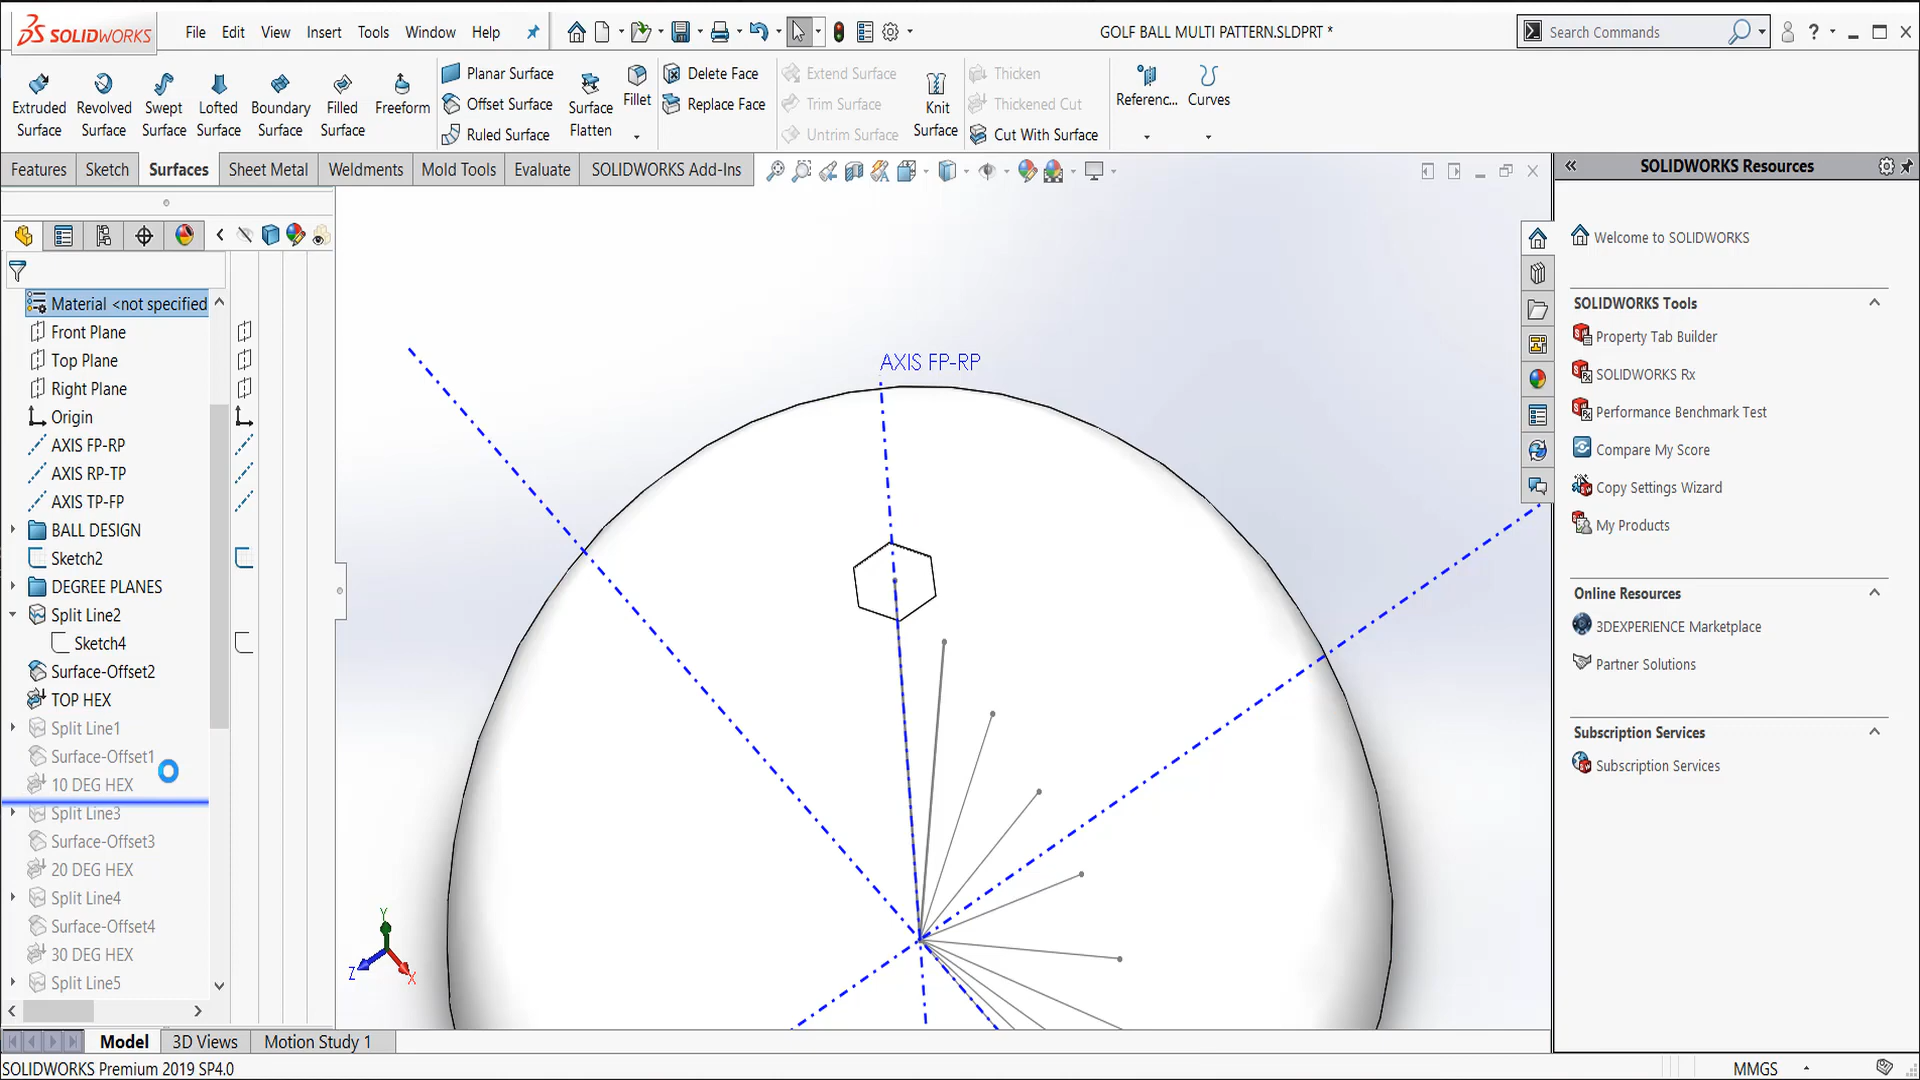 SOLIDWORKS File Edit View Insert Tools Window Help GOLF BALL MULTI PATTERN.SLDPRT * Search Commands ?
Extruded Surface
Revolved Surface
Swept Surface
Lofted Surface
Boundary Surface
Filled Surface
Freeform
Planar Surface
Offset Surface
Ruled Surface
Surface Flatten
Fillet
Delete Face
Replace Face
Extend Surface
Trim Surface
Untrim Surface
Knit Surface
Thicken
Thickened Cut
Cut With Surface
Referenc...
Curves
Features Sketch Surfaces Sheet Metal Weldments Mold Tools Evaluate SOLIDWORKS Add-Ins
Material <not specified
Front Plane
Top Plane
Right Plane
Origin
AXIS FP-RP
AXIS RP-TP
AXIS TP-FP
BALL DESIGN
Sketch2
DEGREE PLANES
Split Line2
Sketch4
Surface-Offset2
TOP HEX
Split Line1
Surface-Offset1
10 DEG HEX
Split Line3
Surface-Offset3
20 DEG HEX
Split Line4
Surface-Offset4
30 DEG HEX
Split Line5
AXIS FP-RP
Y
Z
X
SOLIDWORKS Resources
Welcome to SOLIDWORKS
SOLIDWORKS Tools
Property Tab Builder
SOLIDWORKS Rx
Performance Benchmark Test
Compare My Score
Copy Settings Wizard
My Products
Online Resources
3DEXPERIENCE Marketplace
Partner Solutions
Subscription Services
Subscription Services
Model 3D Views Motion Study 1
SOLIDWORKS Premium 2019 SP4.0 MMGS